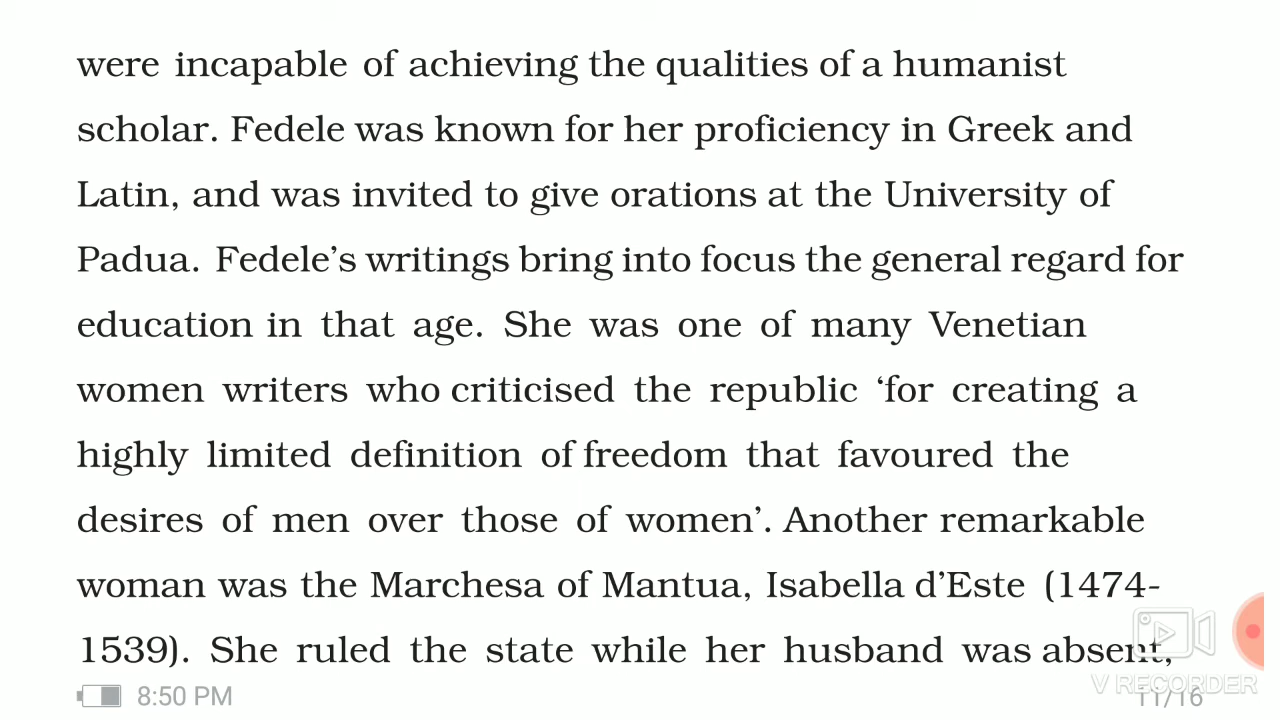 were incapable of achieving the qualities of a humanist
scholar. Fedele was known for her proficiency in Greek and
Latin, and was invited to give orations at the University of
Padua. Fedele’s writings bring into focus the general regard for
education in that age. She was one of many Venetian
women writers who criticised the republic ‘for creating a
highly limited definition of freedom that favoured the
desires of men over those of women’. Another remarkable
woman was the Marchesa of Mantua, Isabella d’Este (1474-
1539). She ruled the state while her husband was absent,
V RECORDER
8:50 PM 11/16